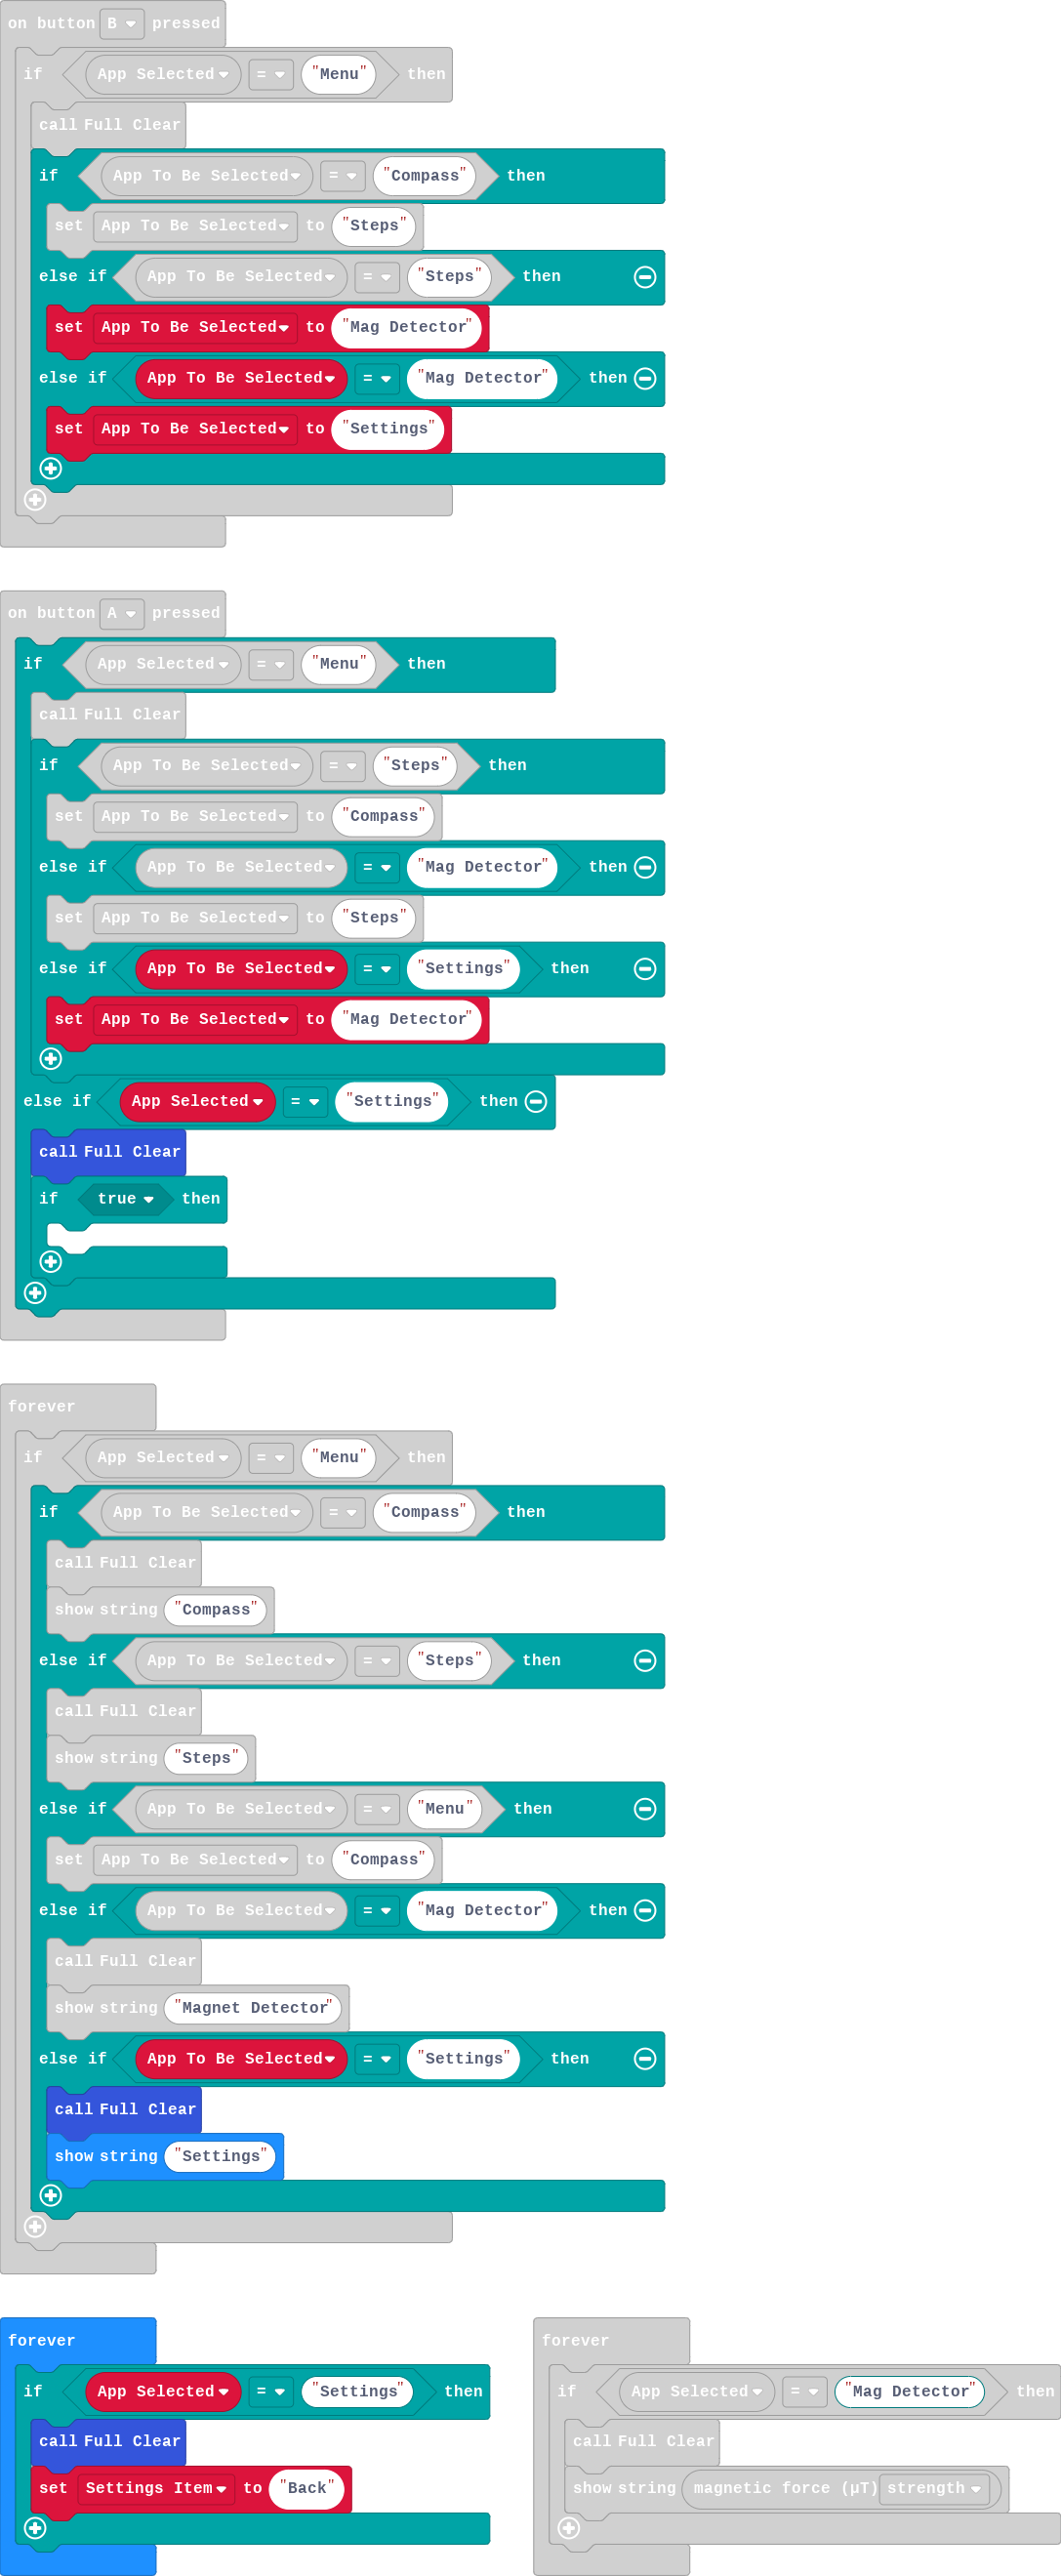 on button B pressed
if App Selected = "Menu" then
call Full Clear
if App To Be Selected = "Compass" then
set App To Be Selected to "Steps"
else if App To Be Selected = "Steps" then
set App To Be Selected to "Mag Detector"
else if App To Be Selected = "Mag Detector" then
set App To Be Selected to "Settings"
on button A pressed
if App Selected = "Menu" then
call Full Clear
if App To Be Selected = "Steps" then
set App To Be Selected to "Compass"
else if App To Be Selected = "Mag Detector" then
set App To Be Selected to "Steps"
else if App To Be Selected = "Settings" then
set App To Be Selected to "Mag Detector"
else if App Selected = "Settings" then
call Full Clear
if true then
forever
if App Selected = "Menu" then
if App To Be Selected = "Compass" then
call Full Clear
show string "Compass"
else if App To Be Selected = "Steps" then
call Full Clear
show string "Steps"
else if App To Be Selected = "Menu" then
set App To Be Selected to "Compass"
else if App To Be Selected = "Mag Detector" then
call Full Clear
show string "Magnet Detector"
else if App To Be Selected = "Settings" then
call Full Clear
show string "Settings"
forever
if App Selected = "Settings" then
call Full Clear
set Settings Item to "Back"
forever
if App Selected = "Mag Detector" then
call Full Clear
show string magnetic force (µT) strength